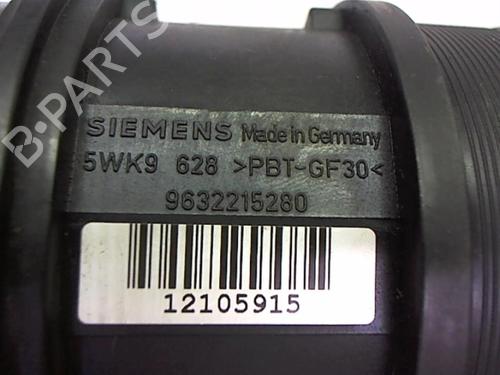 B-PARTS
SIEMENS Made in Germany
5WK9 628 >PBT-GF30<
9632215280
12105915